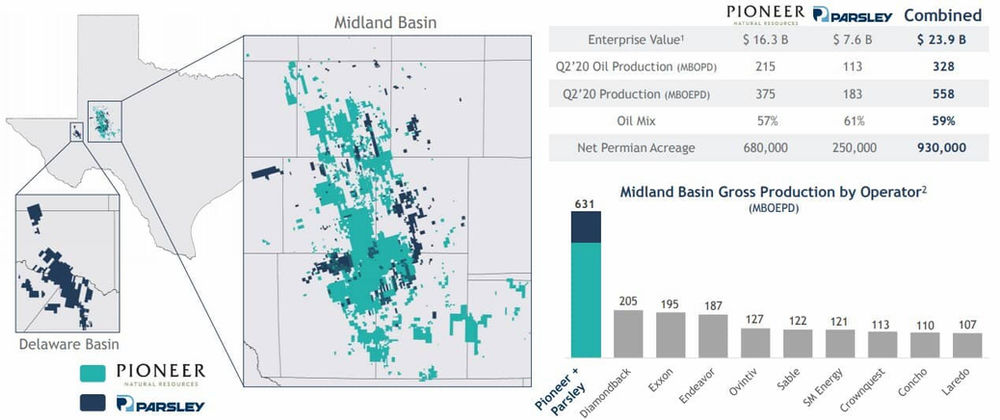 Midland Basin
Delaware Basin
PIONEER
NATURAL RESOURCES
PARSLEY
PIONEER
NATURAL RESOURCES
PARSLEY
Combined
Enterprise Value¹ $ 16.3 B $ 7.6 B $ 23.9 B
Q2'20 Oil Production (MBOPD) 215 113 328
Q2'20 Production (MBOEPD) 375 183 558
Oil Mix 57% 61% 59%
Net Permian Acreage 680,000 250,000 930,000
Midland Basin Gross Production by Operator²
(MBOEPD)
631
205
195
187
127
122
121
113
110
107
Pioneer +
Parsley
Diamondback
Exxon
Endeavor
Ovintiv
Sable
SM Energy
Crownquest
Concho
Laredo